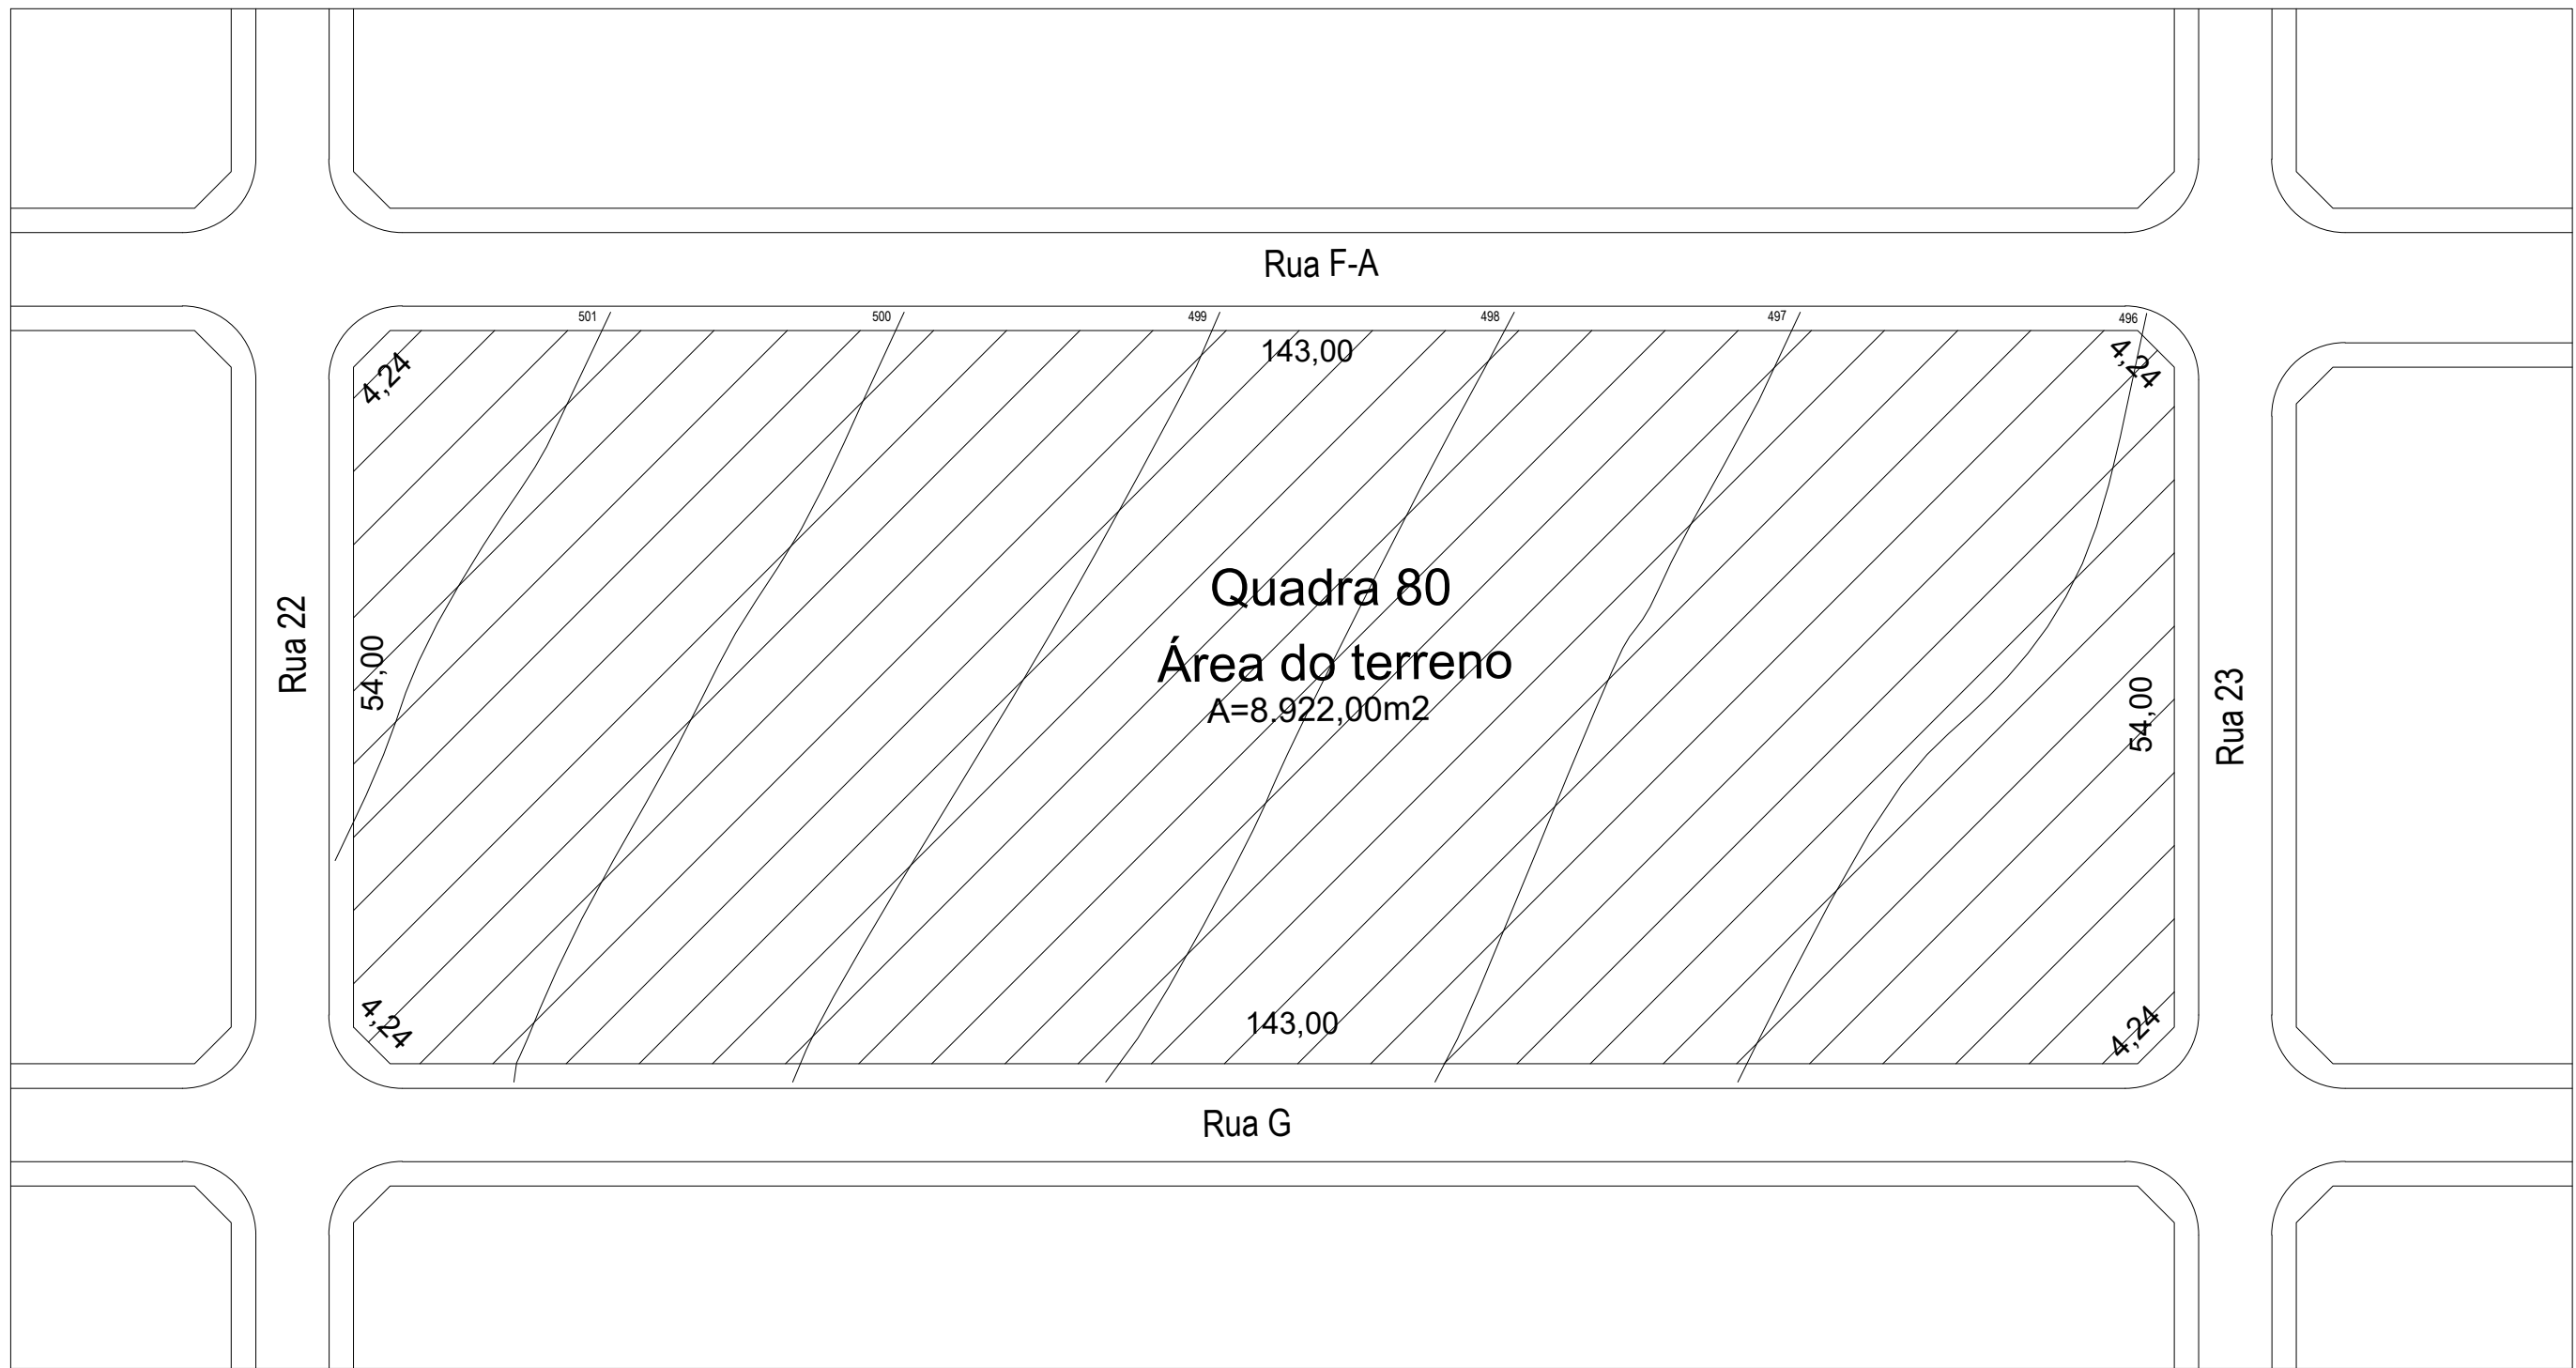 Rua F-A
501
500
499
498
497
496
143,00
4,24
4,24
Quadra 80
Área do terreno
A=8.922,00m2
Rua 22
54,00
54,00
Rua 23
4,24
143,00
4,24
Rua G